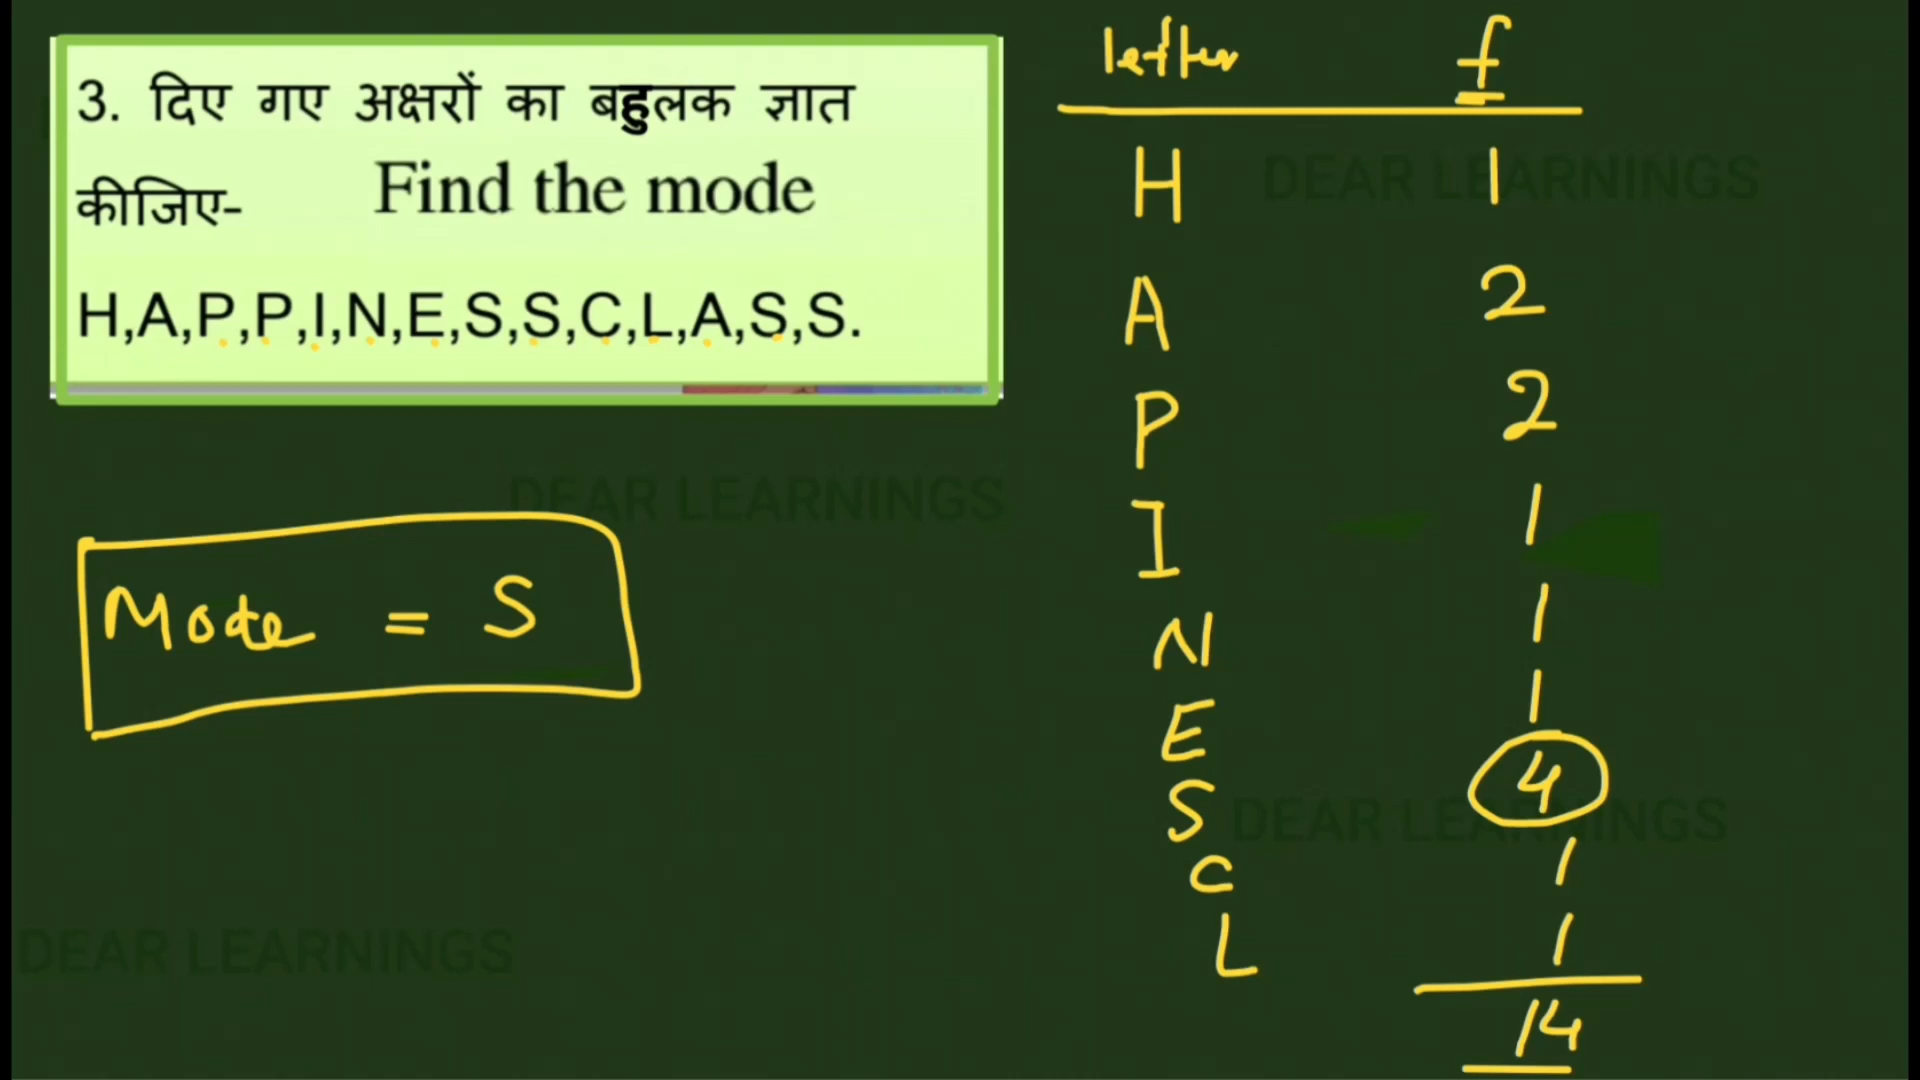 3. दिए गए अक्षरों का बहुलक ज्ञात
कीजिए- Find the mode
H,A,P,P,I,N,E,S,S,C,L,A,S,S.
Mode = S
letter f
H 1
A 2
P 2
I 1
N 1
E 1
S 4
C 1
L 1
14
DEAR LEARNINGS
DEAR LEARNINGS
DEAR LEARNINGS
DEAR LEARNINGS